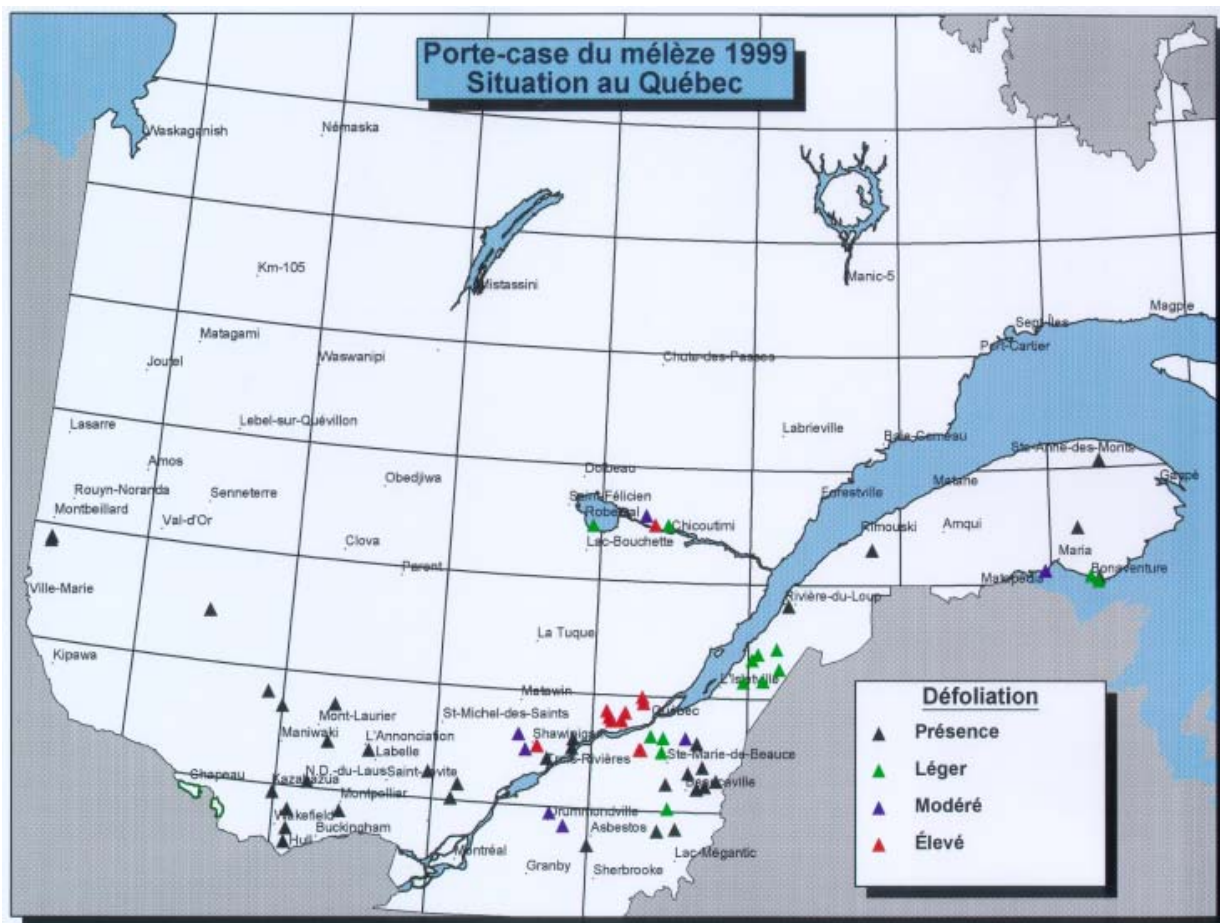 Porte-case du mélèze 1999
Situation au Québec
Waskaganish
Némaska
Km-105
Mistassini
Manic-5
Magpie
Sept-Iles
Port-Cartier
Matagami
Joutel
Waswanipi
Chute-des-Passes
Lasarre
Lebel-sur-Quévillon
Labrieville
Baie-Comeau
Ste-Anne-des-Monts
Amos
Obedjiwa
Dolbeau
Matane
Gaspé
Rouyn-Noranda
Senneterre
Saint-Félicien
Forestville
Montbeillard
Val-d'Or
Roberval
Chicoutimi
Rimouski
Amqui
Clova
Lac-Bouchette
Maria
Parent
Bonaventure
Ville-Marie
Matapédia
Rivière-du-Loup
La Tuque
Kipawa
L'Isletville
Matawin
Mont-Laurier
St-Michel-des-Saints
Québec
Maniwaki
L'Annonciation
Shawinigan
Labelle
Trois-Rivières
Ste-Marie-de-Beauce
Chapeau
Kazabazua
N.D.-du-Laus
Beauceville
Montpellier
Wakefield
Drummondville
Buckingham
Asbestos
Hull
Montréal
Lac-Mégantic
Granby
Sherbrooke
Défoliation
Présence
Léger
Modéré
Élevé